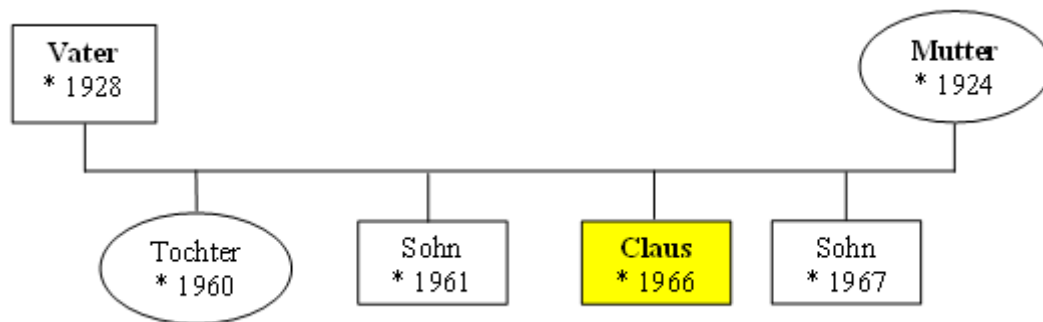 Vater
* 1928
Mutter
* 1924
Tochter
* 1960
Sohn
* 1961
Claus
* 1966
Sohn
* 1967